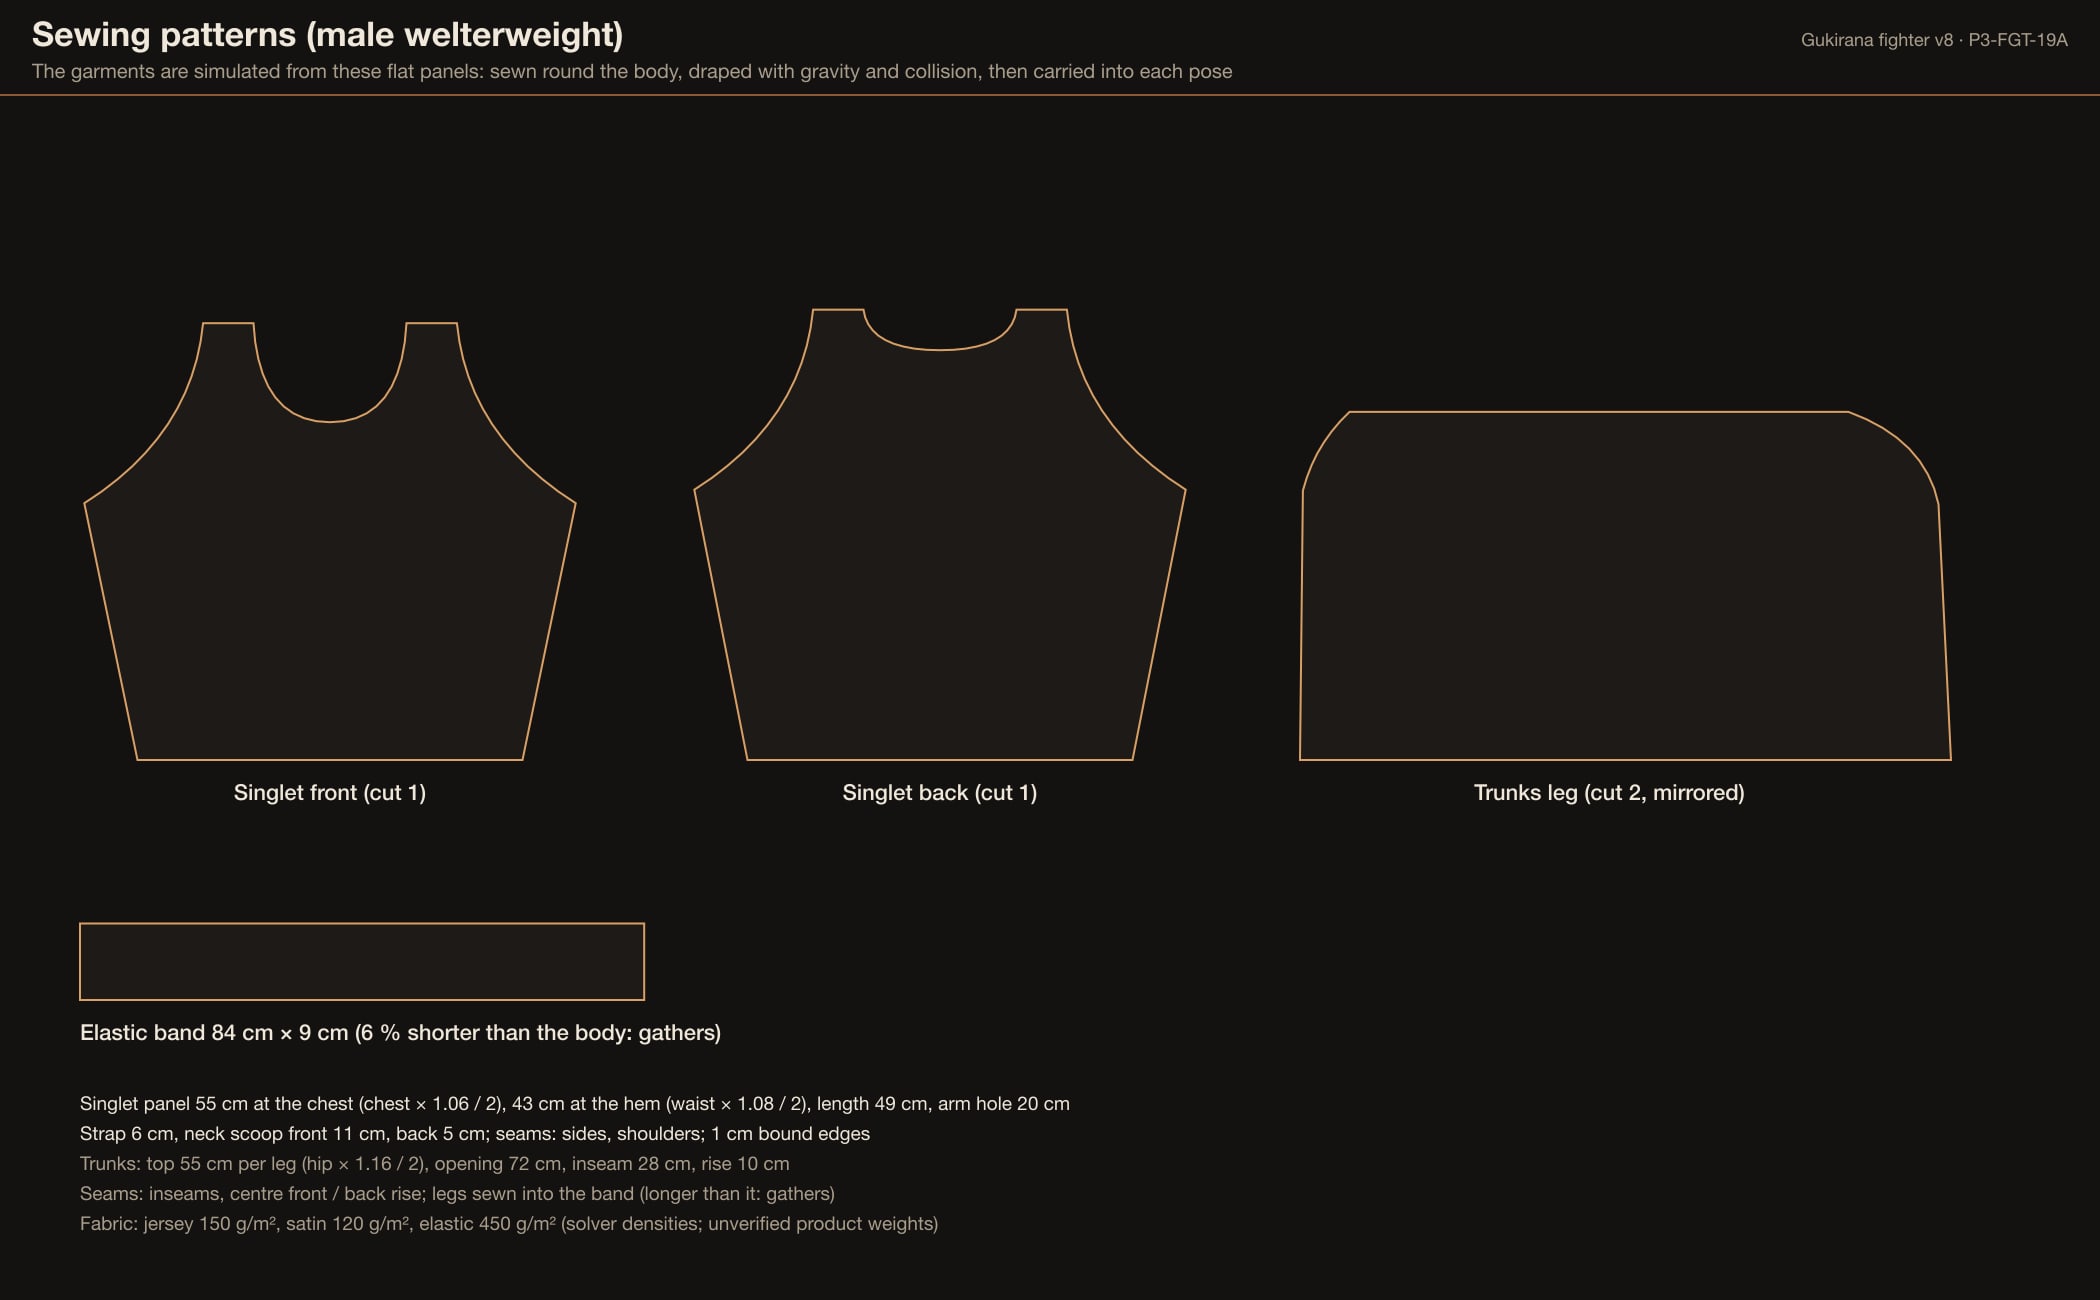 Sewing patterns (male welterweight)
Gukirana fighter v8 · P3-FGT-19A
The garments are simulated from these flat panels: sewn round the body, draped with gravity and collision, then carried into each pose
Singlet front (cut 1)
Singlet back (cut 1)
Trunks leg (cut 2, mirrored)
Elastic band 84 cm × 9 cm (6 % shorter than the body: gathers)
Singlet panel 55 cm at the chest (chest × 1.06 / 2), 43 cm at the hem (waist × 1.08 / 2), length 49 cm, arm hole 20 cm
Strap 6 cm, neck scoop front 11 cm, back 5 cm; seams: sides, shoulders; 1 cm bound edges
Trunks: top 55 cm per leg (hip × 1.16 / 2), opening 72 cm, inseam 28 cm, rise 10 cm
Seams: inseams, centre front / back rise; legs sewn into the band (longer than it: gathers)
Fabric: jersey 150 g/m², satin 120 g/m², elastic 450 g/m² (solver densities; unverified product weights)